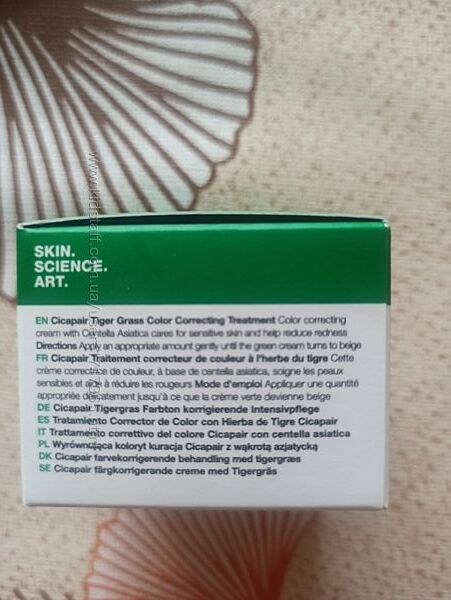 SKIN.
SCIENCE.
ART.
EN Cicapair Tiger Grass Color Correcting Treatment Color correcting
cream with Centella Asiatica cares for sensitive skin and help reduce redness
Directions Apply an appropriate amount gently until the green cream turns to beige
FR Cicapair Traitement correcteur de couleur à l'herbe du tigre Cette
crème correctrice de couleur, à base de centella asiatica, soigne les peaux
sensibles et aide à réduire les rougeurs Mode d'emploi Appliquer une quantité
appropriée délicatement jusqu'à ce que la crème verte devienne beige
DE Cicapair Tigergras Farbton korrigierende Intensivpflege
ES Tratamiento Corrector de Color con Hierba de Tigre Cicapair
IT Trattamento correttivo del colore Cicapair con centella asiatica
PL Wyrównująca koloryt kuracja Cicapair z wąkrotą azjatycką
DK Cicapair farvekorrigerende behandling med tigergræs
SE Cicapair färgkorrigerande creme med Tigergräs